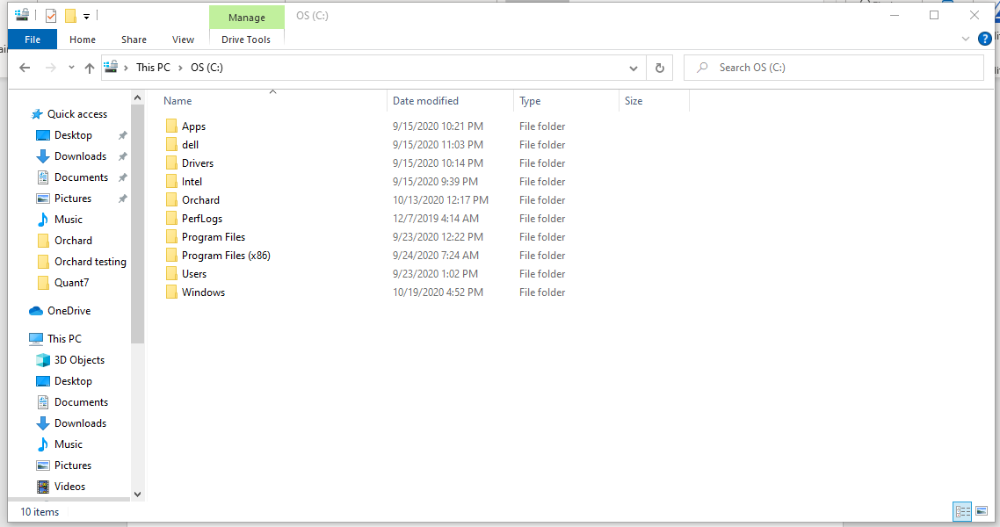 Manage
OS (C:)
File
Home
Share
View
Drive Tools
This PC
OS (C:)
Search OS (C:)
Quick access
Desktop
Downloads
Documents
Pictures
Music
Orchard
Orchard testing
Quant7
OneDrive
This PC
3D Objects
Desktop
Documents
Downloads
Music
Pictures
Videos
Name Date modified Type Size
Apps 9/15/2020 10:21 PM File folder
dell 9/15/2020 11:03 PM File folder
Drivers 9/15/2020 10:14 PM File folder
Intel 9/15/2020 9:39 PM File folder
Orchard 10/13/2020 12:17 PM File folder
PerfLogs 12/7/2019 4:14 AM File folder
Program Files 9/23/2020 12:22 PM File folder
Program Files (x86) 9/24/2020 7:24 AM File folder
Users 9/23/2020 1:02 PM File folder
Windows 10/19/2020 4:52 PM File folder
10 items